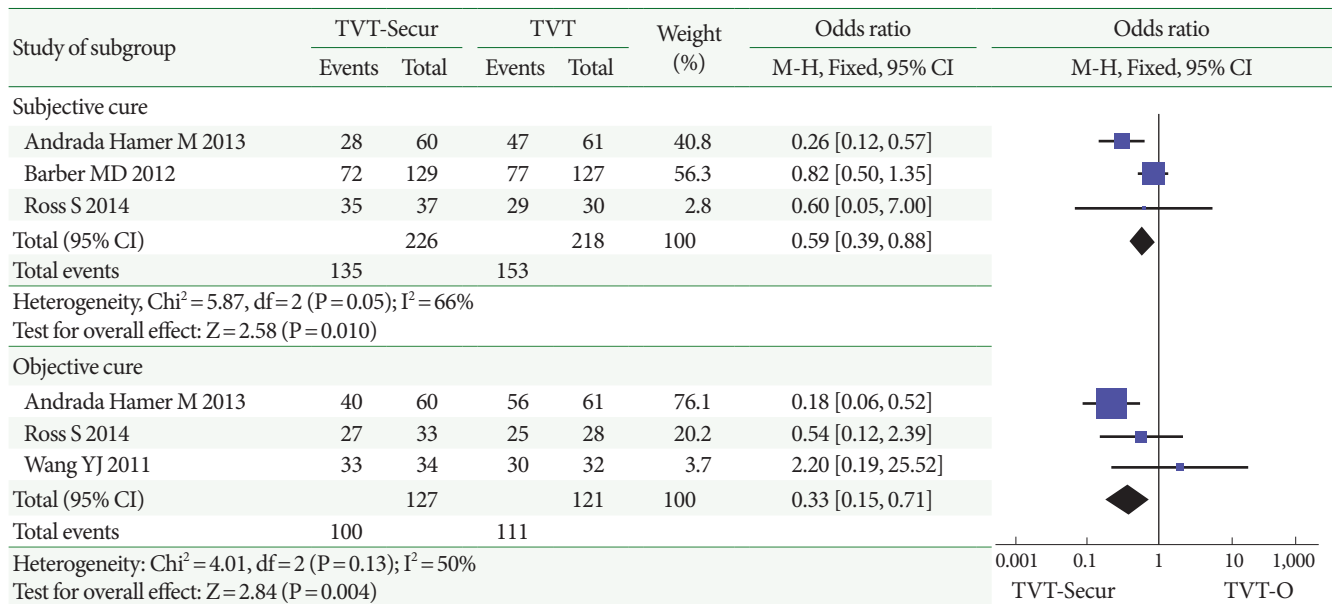 Study of subgroup TVT-Secur TVT Weight (%) Odds ratio Odds ratio
Events Total Events Total M-H, Fixed, 95% CI M-H, Fixed, 95% CI
Subjective cure
Andrada Hamer M 2013 28 60 47 61 40.8 0.26 [0.12, 0.57]
Barber MD 2012 72 129 77 127 56.3 0.82 [0.50, 1.35]
Ross S 2014 35 37 29 30 2.8 0.60 [0.05, 7.00]
Total (95% CI) 226 218 100 0.59 [0.39, 0.88]
Total events 135 153
Heterogeneity, Chi² = 5.87, df = 2 (P = 0.05); I² = 66%
Test for overall effect: Z = 2.58 (P = 0.010)
Objective cure
Andrada Hamer M 2013 40 60 56 61 76.1 0.18 [0.06, 0.52]
Ross S 2014 27 33 25 28 20.2 0.54 [0.12, 2.39]
Wang YJ 2011 33 34 30 32 3.7 2.20 [0.19, 25.52]
Total (95% CI) 127 121 100 0.33 [0.15, 0.71]
Total events 100 111
Heterogeneity: Chi² = 4.01, df = 2 (P = 0.13); I² = 50%
Test for overall effect: Z = 2.84 (P = 0.004)
0.001 0.1 1 10 1,000
TVT-Secur TVT-O